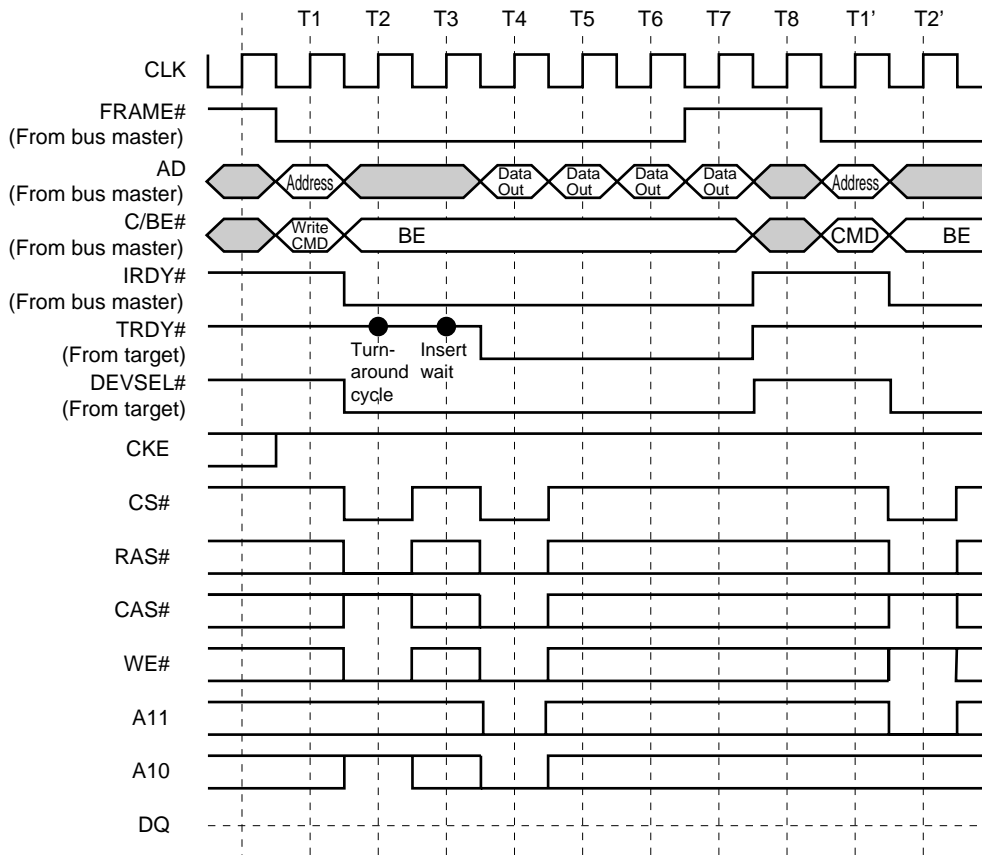 T1 T2 T3 T4 T5 T6 T7 T8 T1’ T2’
CLK
FRAME#
(From bus master)
AD
(From bus master)
Address
Data
Out
Data
Out
Data
Out
Data
Out
Address
C/BE#
(From bus master)
Write
CMD
BE
CMD
BE
IRDY#
(From bus master)
TRDY#
(From target)
Turn-
around
cycle
Insert
wait
DEVSEL#
(From target)
CKE
CS#
RAS#
CAS#
WE#
A11
A10
DQ